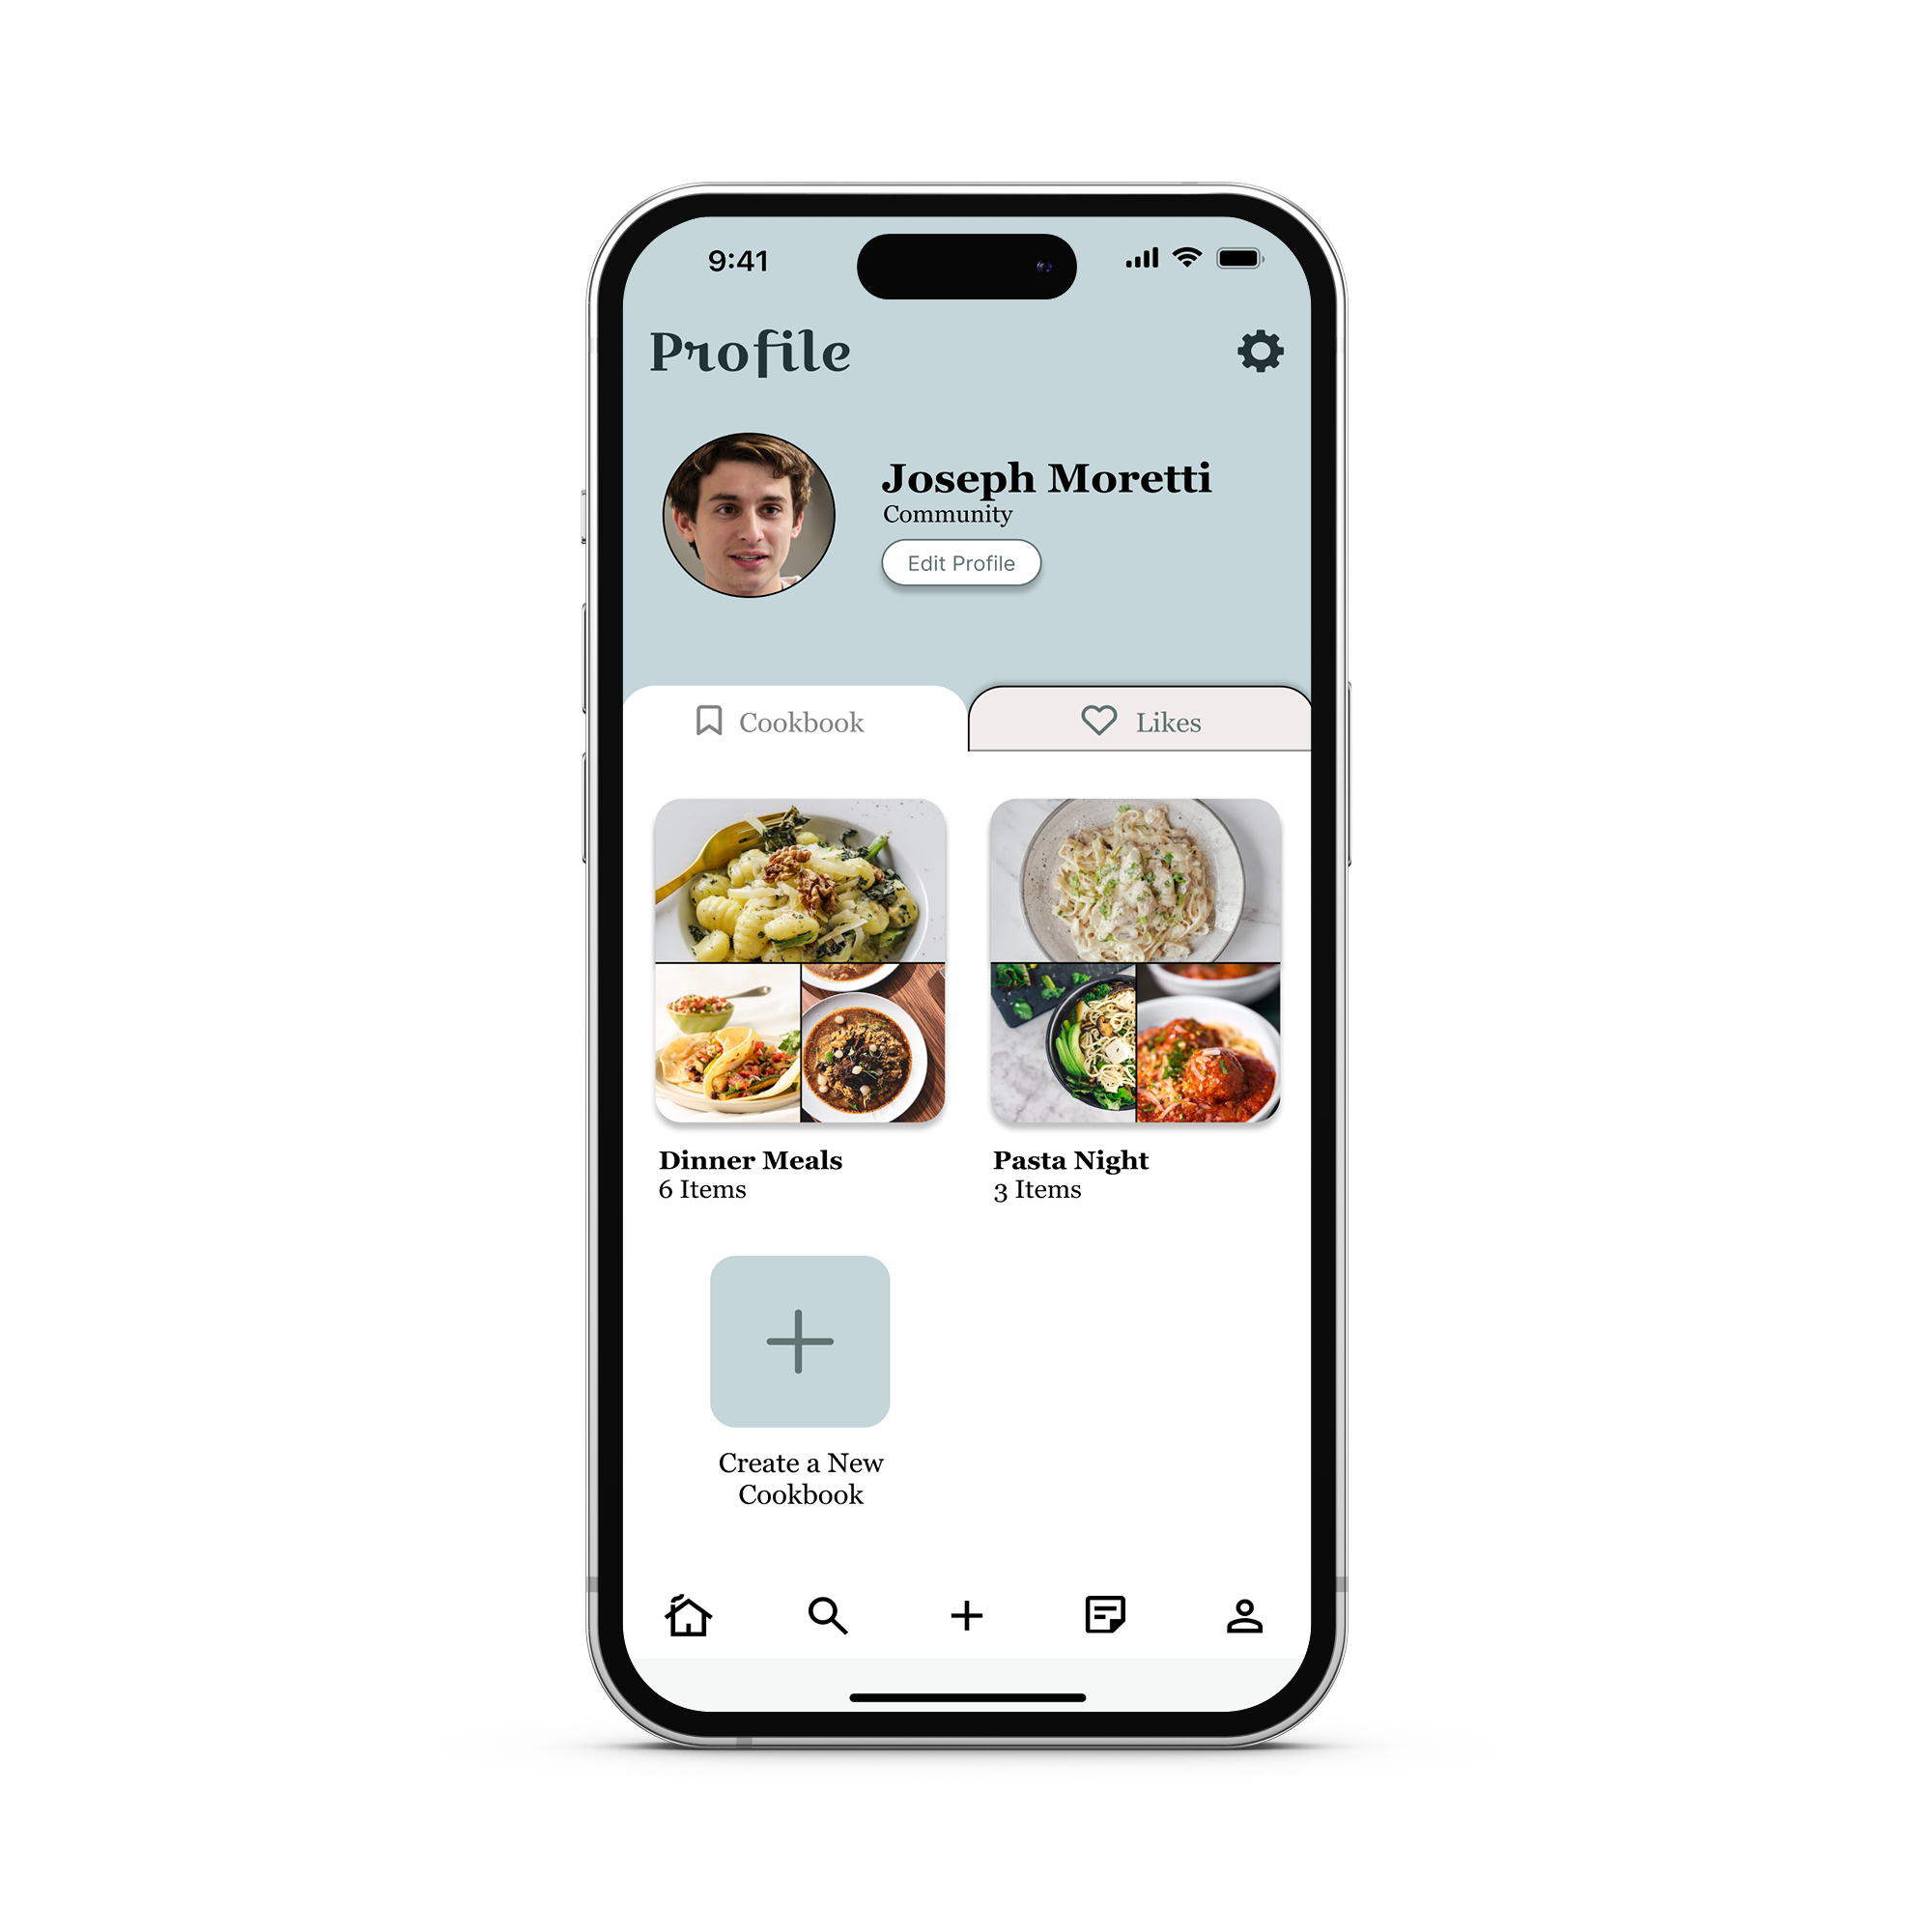 9:41
Profile
Joseph Moretti
Community
Edit Profile
Cookbook
Likes
Dinner Meals
6 Items
Pasta Night
3 Items
Create a New
Cookbook